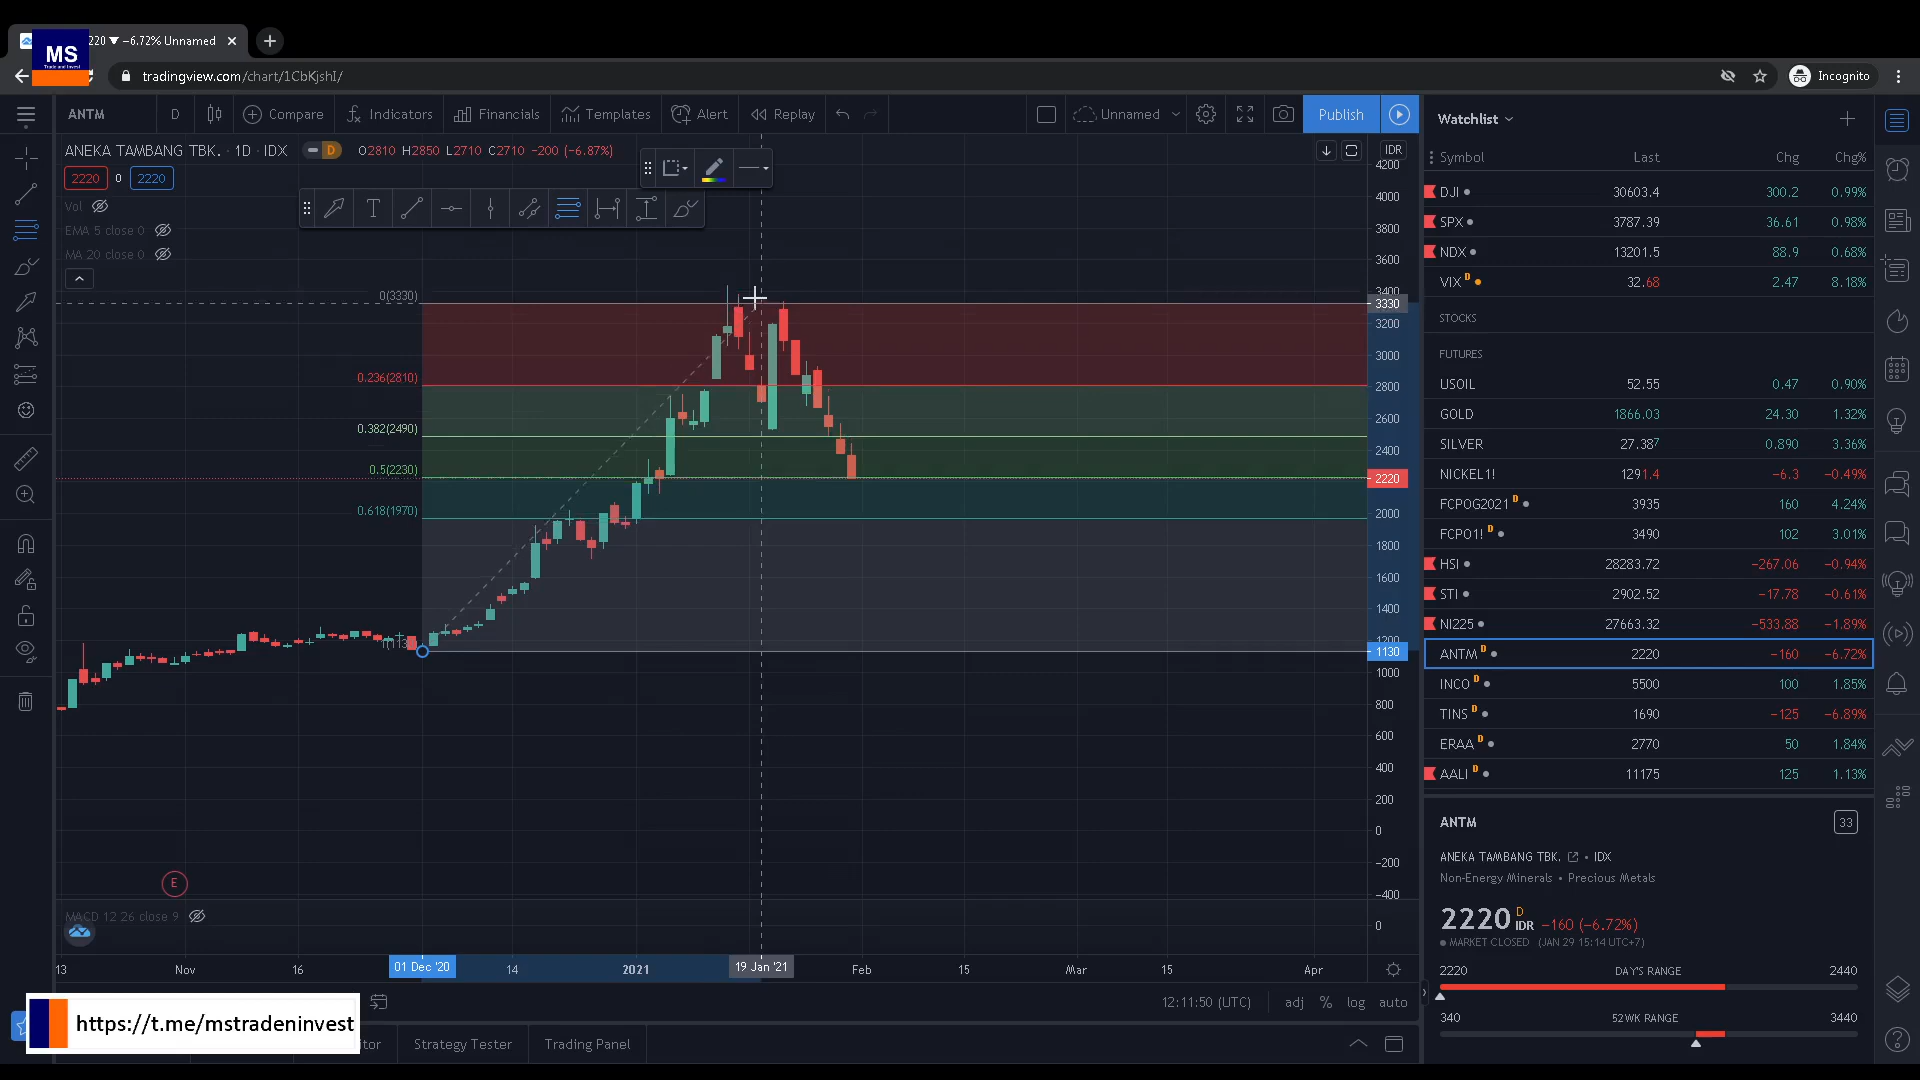 220 ▼ −6.72% Unnamed
MS
Trade and Invest
tradingview.com/chart/1CbKjshI/
Incognito
ANTM
D
Compare
Indicators
Financials
Templates
Alert
Replay
Unnamed
Publish
ANEKA TAMBANG TBK. · 1D · IDX
D
O2810 H2850 L2710 C2710 −200 (−6.87%)
2220 0 2220
Vol
EMA 5 close 0
MA 20 close 0
0(3330)
0.236(2810)
0.382(2490)
0.5(2230)
0.618(1970)
IDR
4200
4000
3800
3600
3400
3330
3200
3000
2800
2600
2400
2220
2000
1800
1600
1400
1200
1130
1000
800
600
400
200
0
−200
−400
0
E
MACD 12 26 close 9
13
Nov
16
01 Dec '20
14
2021
19 Jan '21
Feb
15
Mar
15
Apr
12:11:50 (UTC)
adj % log auto
https://t.me/mstradeninvest
itor
Strategy Tester
Trading Panel
Watchlist
Symbol Last Chg Chg%
DJI 30603.4 300.2 0.99%
SPX 3787.39 36.61 0.98%
NDX 13201.5 88.9 0.68%
VIX D 32.68 2.47 8.18%
STOCKS
FUTURES
USOIL 52.55 0.47 0.90%
GOLD 1866.03 24.30 1.32%
SILVER 27.387 0.890 3.36%
NICKEL1! 1291.4 −6.3 −0.49%
FCPOG2021 D 3935 160 4.24%
FCPO1! D 3490 102 3.01%
HSI 28283.72 −267.06 −0.94%
STI 2902.52 −17.78 −0.61%
NI225 27663.32 −533.88 −1.89%
ANTM D 2220 −160 −6.72%
INCO D 5500 100 1.85%
TINS D 1690 −125 −6.89%
ERAA D 2770 50 1.84%
AALI D 11175 125 1.13%
ANTM
33
ANEKA TAMBANG TBK. • IDX
Non-Energy Minerals • Precious Metals
2220 D IDR −160 (−6.72%)
MARKET CLOSED (JAN 29 15:14 UTC+7)
2220 DAY'S RANGE 2440
340 52WK RANGE 3440